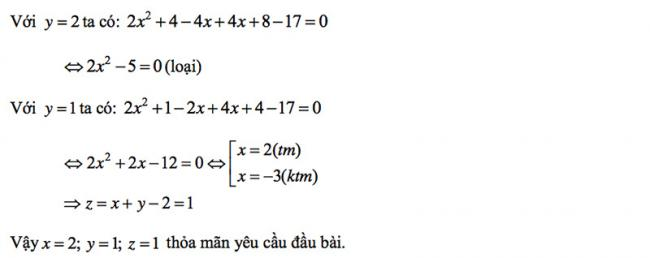 Với y = 2 ta có: 2x² + 4 − 4x + 4x + 8 − 17 = 0
⇔ 2x² − 5 = 0 (loại)
Với y = 1 ta có: 2x² + 1 − 2x + 4x + 4 − 17 = 0
⇔ 2x² + 2x − 12 = 0 ⇔ [ x = 2(tm)
x = −3(ktm)
⇒ z = x + y − 2 = 1
Vậy x = 2; y = 1; z = 1 thỏa mãn yêu cầu đầu bài.